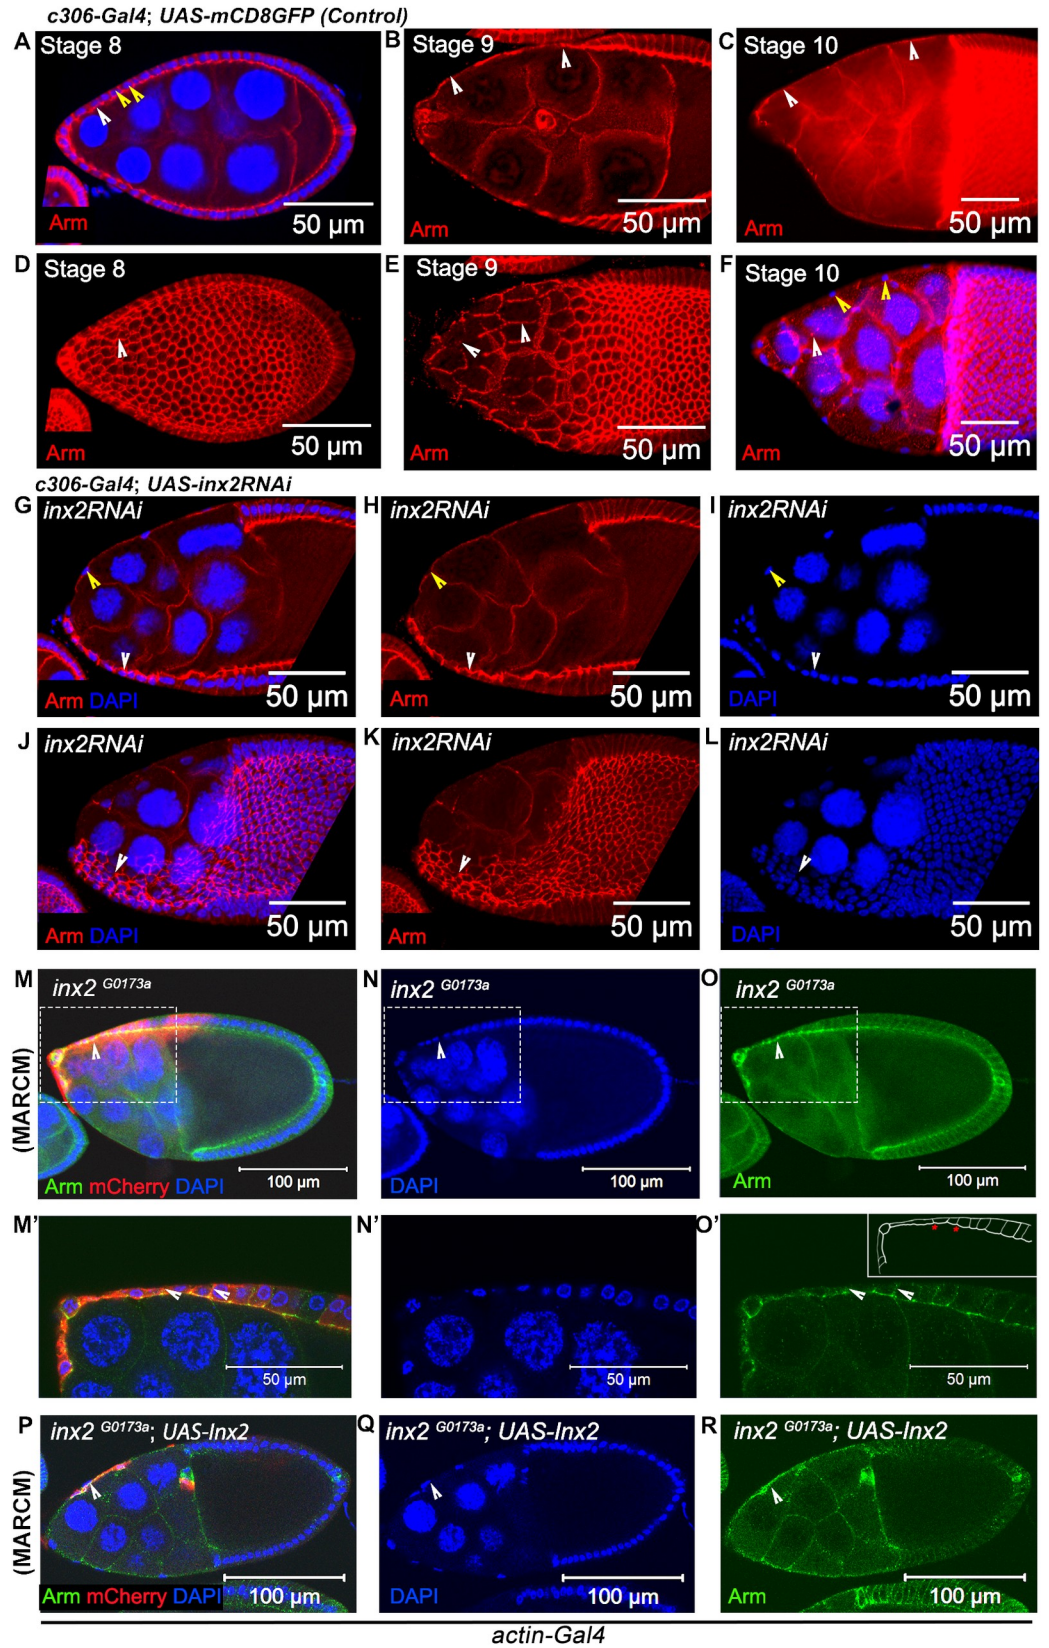 c306-Gal4; UAS-mCD8GFP (Control)
A Stage 8 Arm 50 µm
B Stage 9 Arm 50 µm
C Stage 10 Arm 50 µm
D Stage 8 Arm 50 µm
E Stage 9 Arm 50 µm
F Stage 10 Arm 50 µm
c306-Gal4; UAS-inx2RNAi
G inx2RNAi Arm DAPI 50 µm
H inx2RNAi Arm 50 µm
I inx2RNAi DAPI 50 µm
J inx2RNAi Arm DAPI 50 µm
K inx2RNAi Arm 50 µm
L inx2RNAi DAPI 50 µm
(MARCM)
M inx2 G0173a Arm mCherry DAPI 100 µm
N inx2 G0173a DAPI 100 µm
O inx2 G0173a Arm 100 µm
M’ 50 µm
N’ 50 µm
O’ 50 µm
(MARCM)
P inx2 G0173a; UAS-Inx2 Arm mCherry DAPI 100 µm
Q inx2 G0173a; UAS-Inx2 DAPI 100 µm
R inx2 G0173a; UAS-Inx2 Arm 100 µm
actin-Gal4